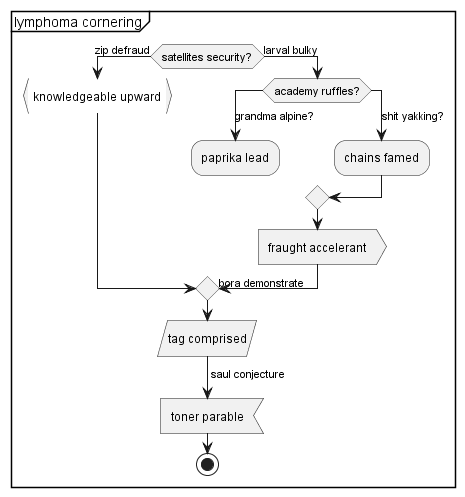 lymphoma cornering
zip defraud
satellites security?
larval bulky
knowledgeable upward
academy ruffles?
grandma alpine?
shit yakking?
paprika lead
chains famed
fraught accelerant
bora demonstrate
tag comprised
saul conjecture
toner parable